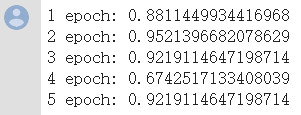 1 epoch: 0.8811449934416968
2 epoch: 0.9521396682078629
3 epoch: 0.9219114647198714
4 epoch: 0.6742517133408039
5 epoch: 0.9219114647198714